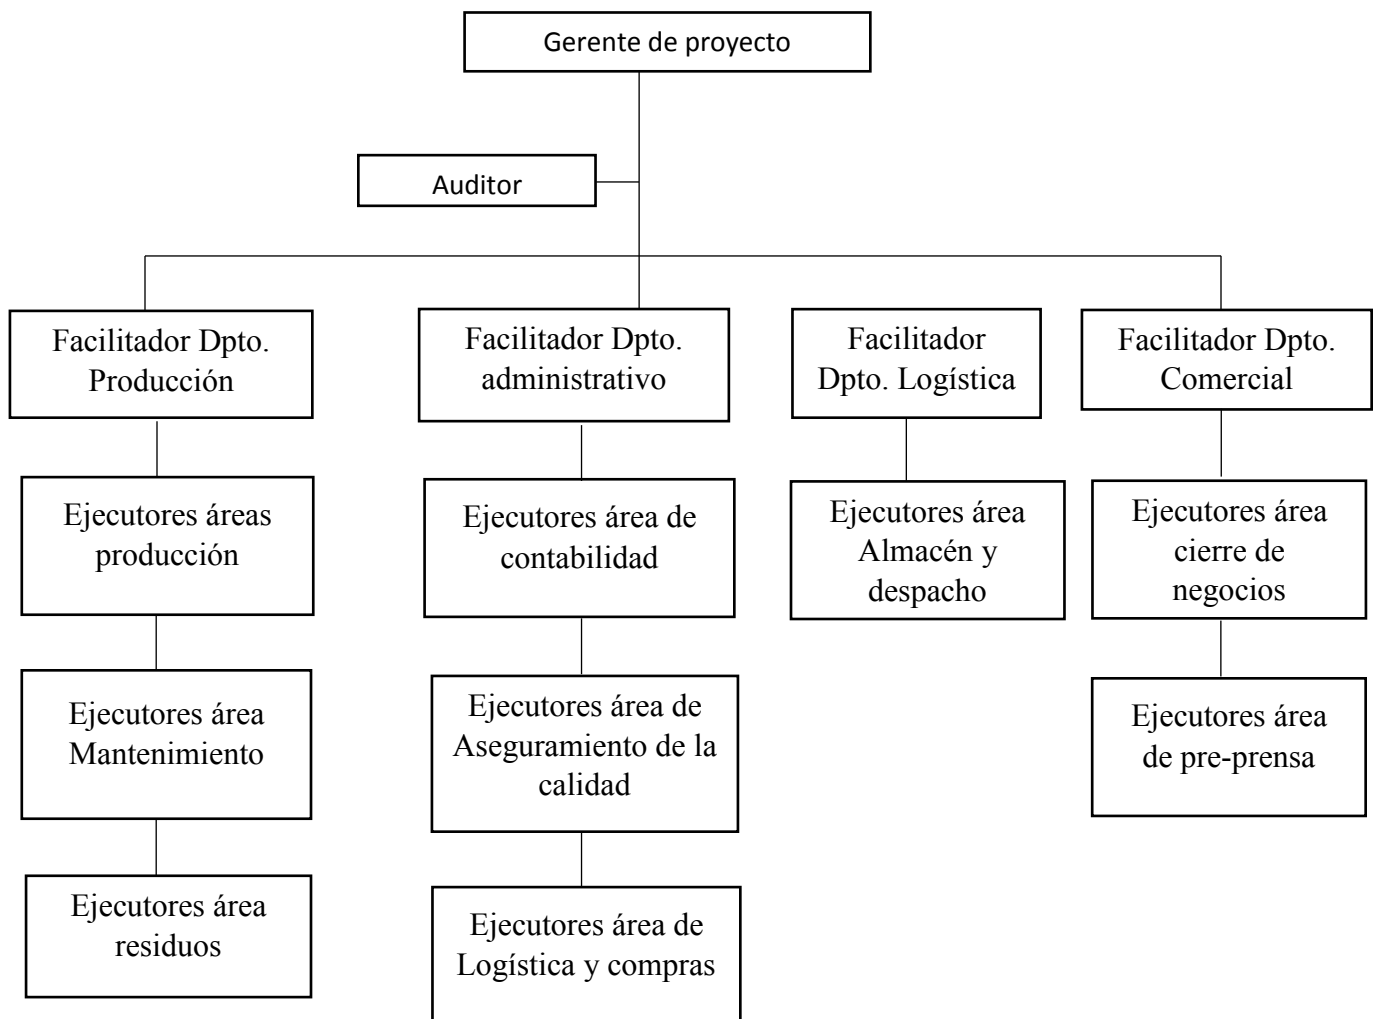 Gerente de proyecto
Auditor
Facilitador Dpto.
Producción
Facilitador Dpto.
administrativo
Facilitador
Dpto. Logística
Facilitador Dpto.
Comercial
Ejecutores áreas
producción
Ejecutores área de
contabilidad
Ejecutores área
Almacén y
despacho
Ejecutores área
cierre de
negocios
Ejecutores área
Mantenimiento
Ejecutores área de
Aseguramiento de la
calidad
Ejecutores área
de pre-prensa
Ejecutores área
residuos
Ejecutores área de
Logística y compras